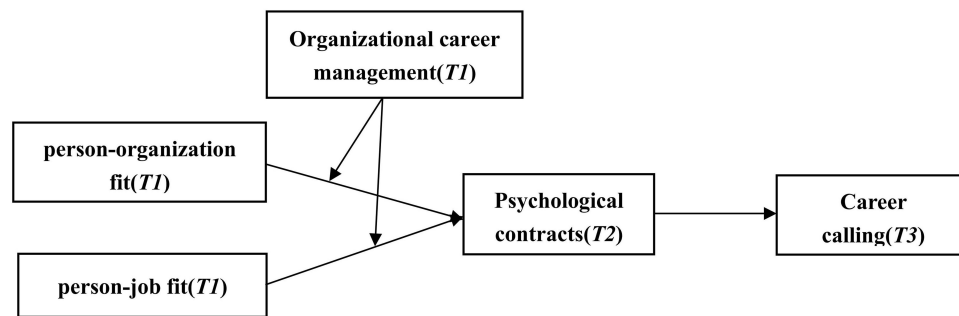 Organizational career
management(T1)
person-organization
fit(T1)
person-job fit(T1)
Psychological
contracts(T2)
Career
calling(T3)